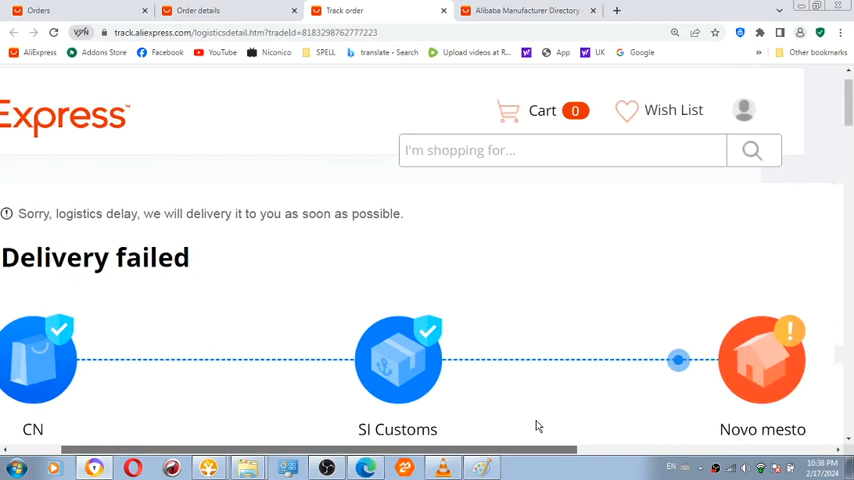 Orders
Order details
Track order
Alibaba Manufacturer Directory -
VPN
track.aliexpress.com/logisticsdetail.htm?tradeId=8183298762777223
AliExpress
Addons Store
Facebook
YouTube
Niconico
SPELL
translate - Search
Upload videos at R...
App
UK
Google
»
Other bookmarks
Express™
Cart 0
Wish List
I'm shopping for...
Sorry, logistics delay, we will delivery it to you as soon as possible.
Delivery failed
CN
SI Customs
Novo mesto
EN
10:38 PM
2/17/2024